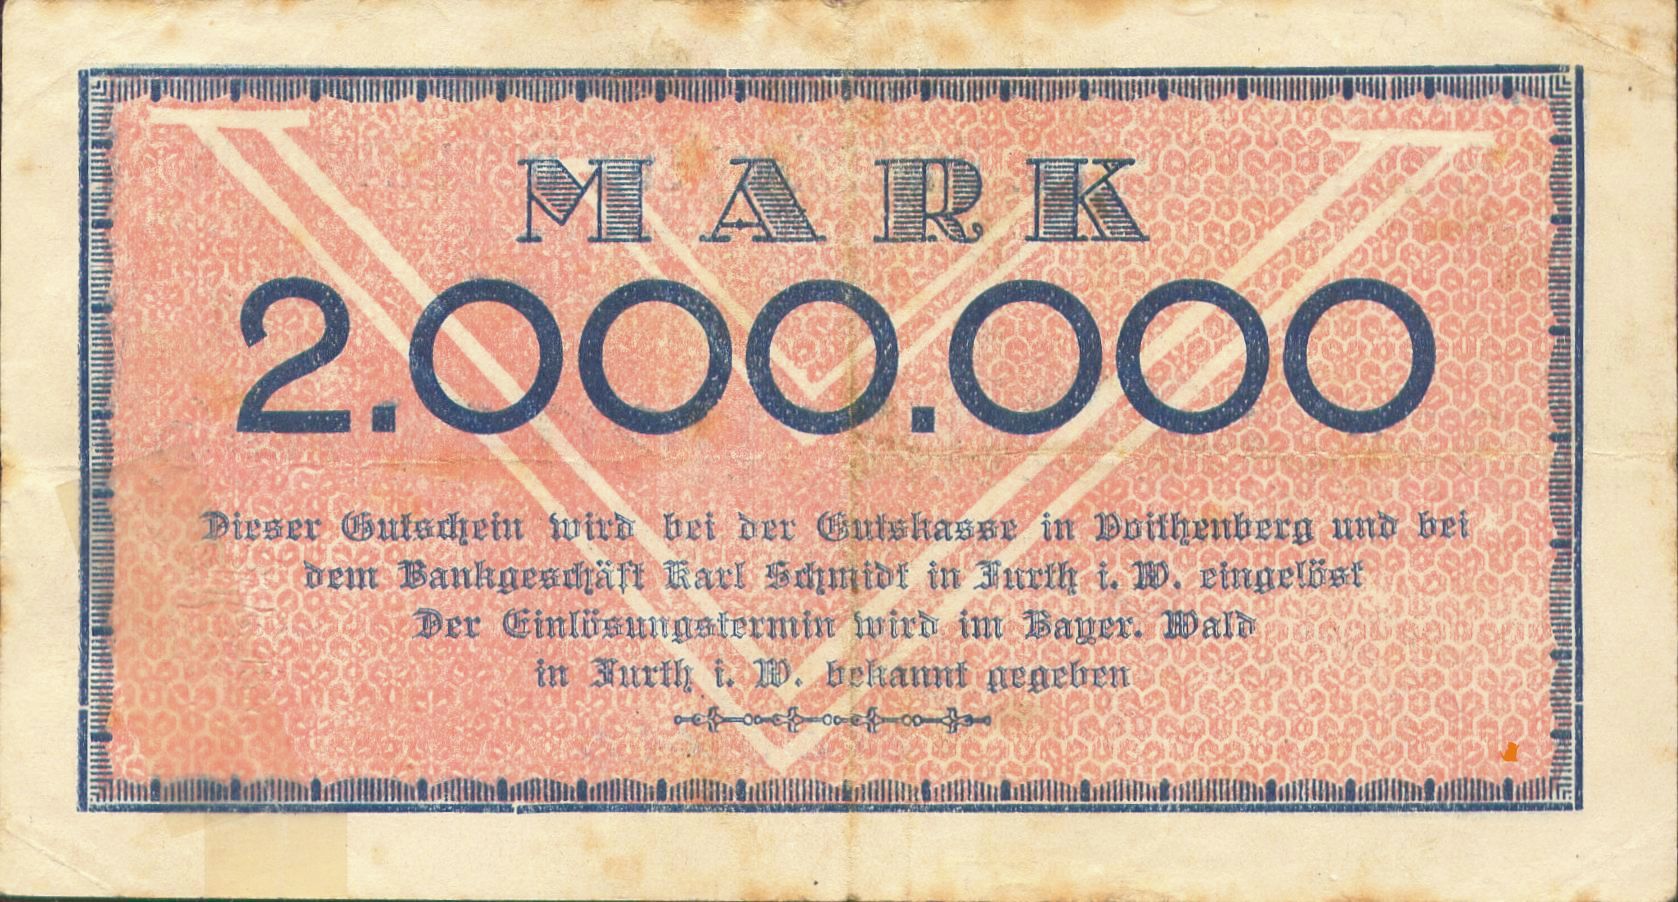 MARK
2.000.000
Dieser Gutschein wird bei der Gutskasse in Voithenberg und bei
dem Bankgeschäft Karl Schmidt in Furth i. W. eingelöst
Der Einlösungstermin wird im Bayer. Wald
in Furth i. W. bekannt gegeben